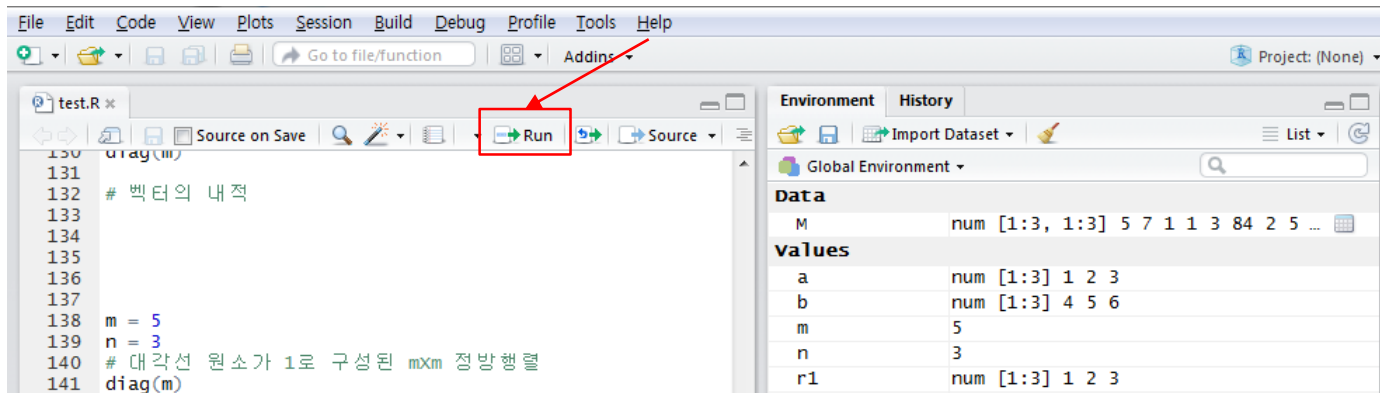 File Edit Code View Plots Session Build Debug Profile Tools Help
Go to file/function Addins Project: (None)
test.R
Source on Save Run Source
130 diag(m)
131
132 # 벡터의 내적
133
134
135
136
137
138 m = 5
139 n = 3
140 # 대각선 원소가 1로 구성된 mXm 정방행렬
141 diag(m)
Environment History
Import Dataset List
Global Environment
Data
M num [1:3, 1:3] 5 7 1 1 3 84 2 5 …
Values
a num [1:3] 1 2 3
b num [1:3] 4 5 6
m 5
n 3
r1 num [1:3] 1 2 3